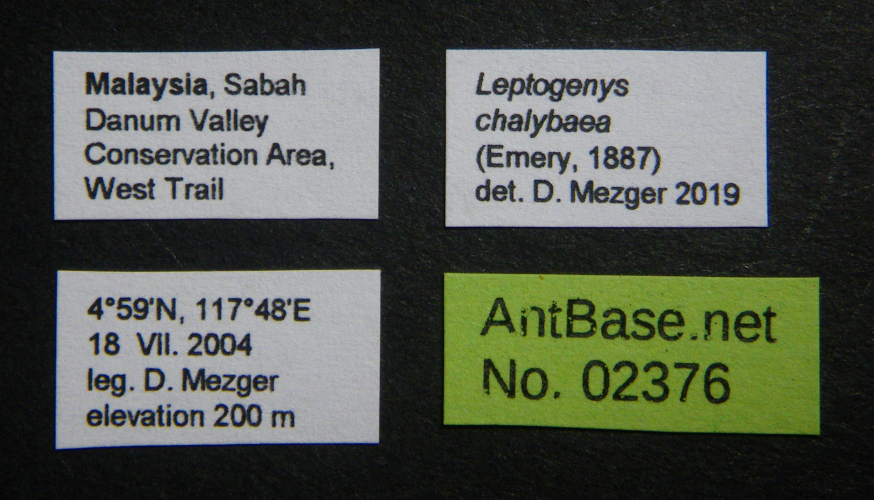 Malaysia, Sabah
Danum Valley
Conservation Area,
West Trail
Leptogenys
chalybaea
(Emery, 1887)
det. D. Mezger 2019
4°59'N, 117°48'E
18 VII. 2004
leg. D. Mezger
elevation 200 m
AntBase.net
No. 02376